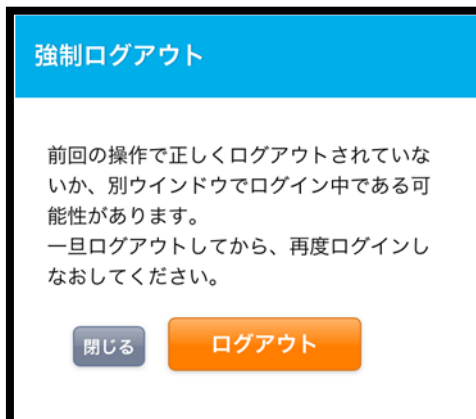 強制ログアウト
前回の操作で正しくログアウトされていな
いか、別ウインドウでログイン中である可
能性があります。
一旦ログアウトしてから、再度ログインし
なおしてください。
閉じる
ログアウト